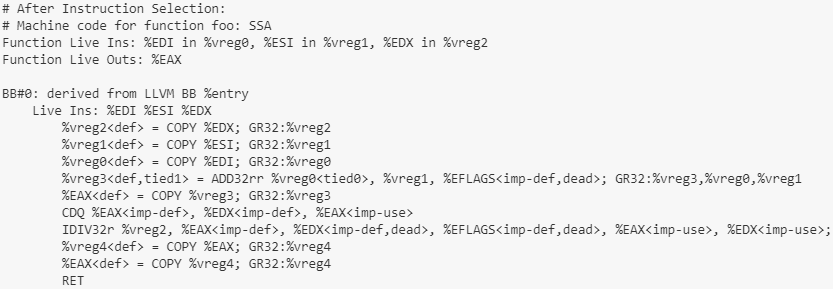 # After Instruction Selection:
# Machine code for function foo: SSA
Function Live Ins: %EDI in %vreg0, %ESI in %vreg1, %EDX in %vreg2
Function Live Outs: %EAX

BB#0: derived from LLVM BB %entry
    Live Ins: %EDI %ESI %EDX
        %vreg2<def> = COPY %EDX; GR32:%vreg2
        %vreg1<def> = COPY %ESI; GR32:%vreg1
        %vreg0<def> = COPY %EDI; GR32:%vreg0
        %vreg3<def,tied1> = ADD32rr %vreg0<tied0>, %vreg1, %EFLAGS<imp-def,dead>; GR32:%vreg3,%vreg0,%vreg1
        %EAX<def> = COPY %vreg3; GR32:%vreg3
        CDQ %EAX<imp-def>, %EDX<imp-def>, %EAX<imp-use>
        IDIV32r %vreg2, %EAX<imp-def>, %EDX<imp-def,dead>, %EFLAGS<imp-def,dead>, %EAX<imp-use>, %EDX<imp-use>;
        %vreg4<def> = COPY %EAX; GR32:%vreg4
        %EAX<def> = COPY %vreg4; GR32:%vreg4
        RET